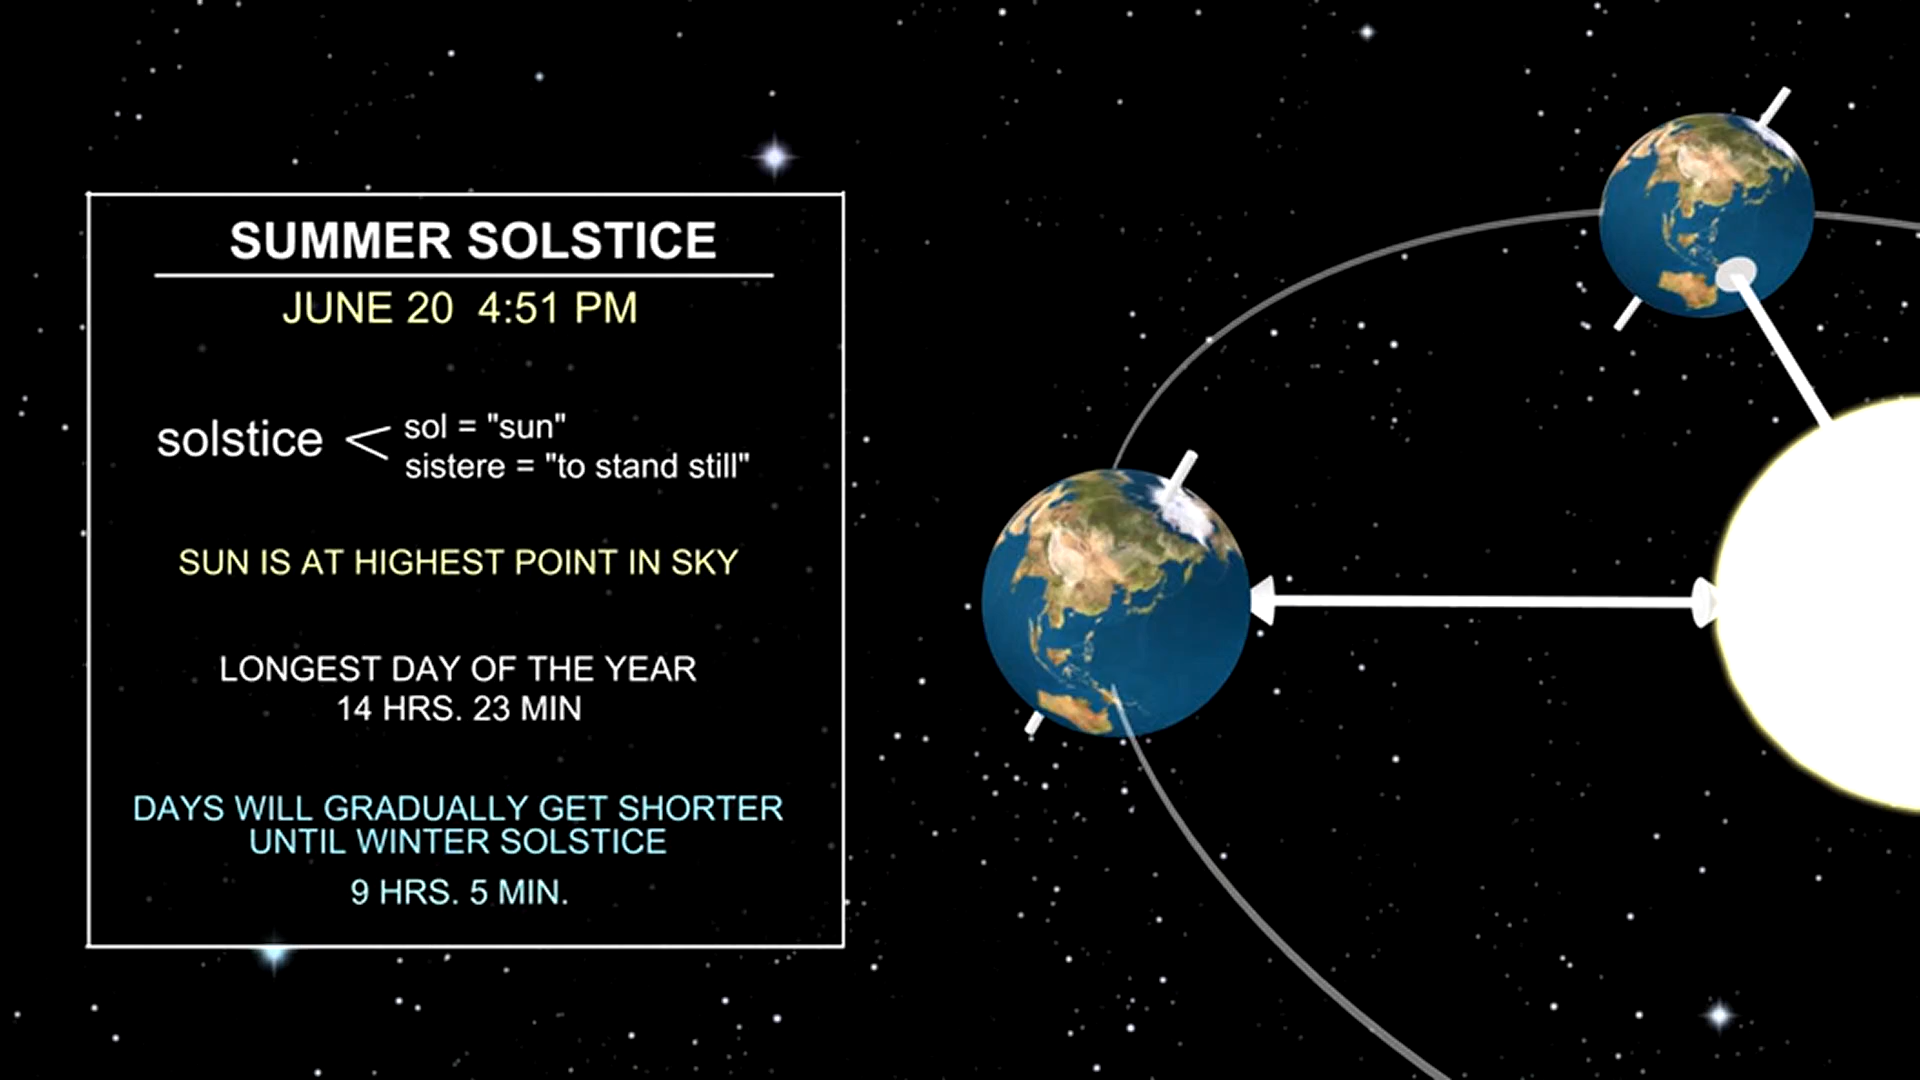 SUMMER SOLSTICE
JUNE 20 4:51 PM
solstice < sol = "sun"
sistere = "to stand still"
SUN IS AT HIGHEST POINT IN SKY
LONGEST DAY OF THE YEAR
14 HRS. 23 MIN
DAYS WILL GRADUALLY GET SHORTER
UNTIL WINTER SOLSTICE
9 HRS. 5 MIN.